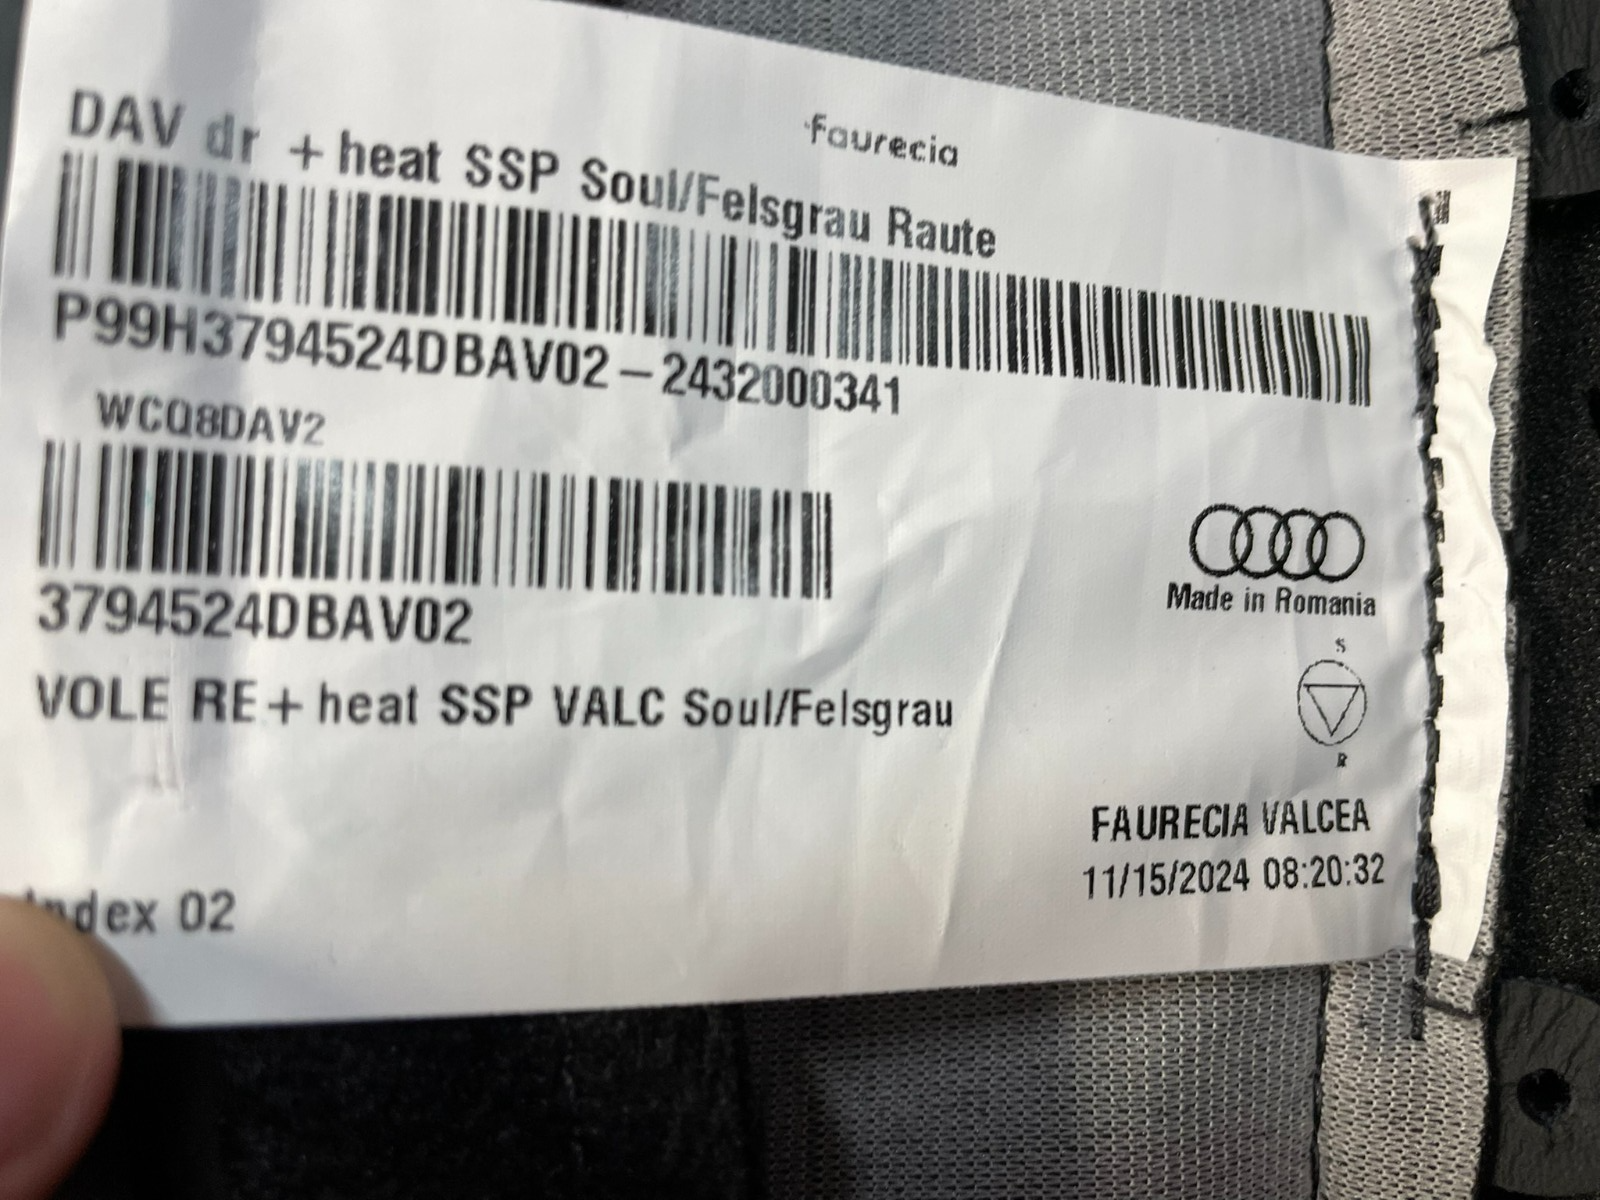 faurecia
DAV dr + heat SSP Soul/Felsgrau Raute
P99H3794524DBAV02-2432000341
WCQ8DAV2
3794524DBAV02
Made in Romania
VOLE RE+heat SSP VALC Soul/Felsgrau
S
R
FAURECIA VALCEA
11/15/2024 08:20:32
Index 02